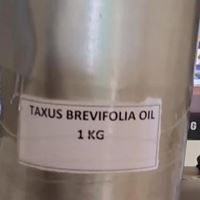 TAXUS BREVIFOLIA OIL
1 KG